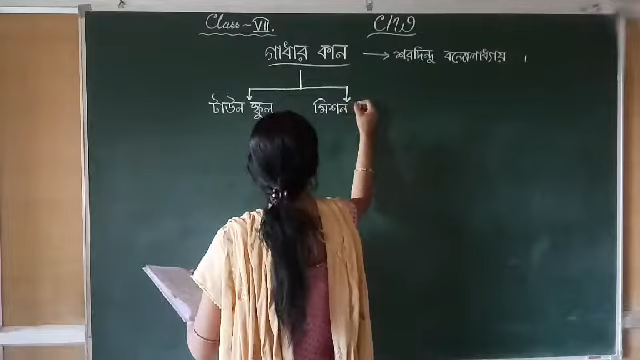 Class - VII. C/W
গাধার কান → শরদিন্দু বন্দ্যোপাধ্যায় ।
টাউন স্কুল মিশন